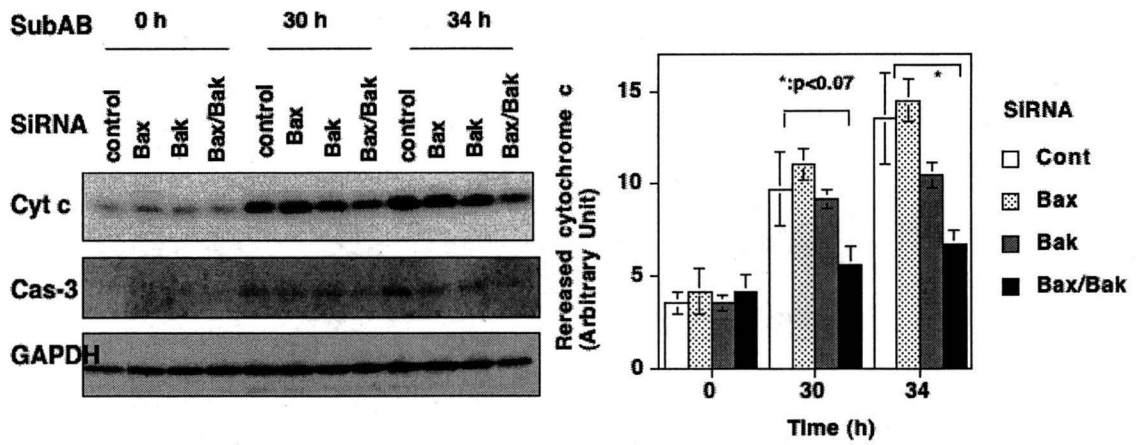 SubAB 0 h 30 h 34 h
SiRNA control Bax Bak Bax/Bak control Bax Bak Bax/Bak control Bax Bak Bax/Bak
Cyt c
Cas-3
GAPDH
Rereased cytochrome c
(Arbitrary Unit)
15
10
5
0
*:p<0.07
*
0 30 34
Time (h)
SiRNA
Cont
Bax
Bak
Bax/Bak